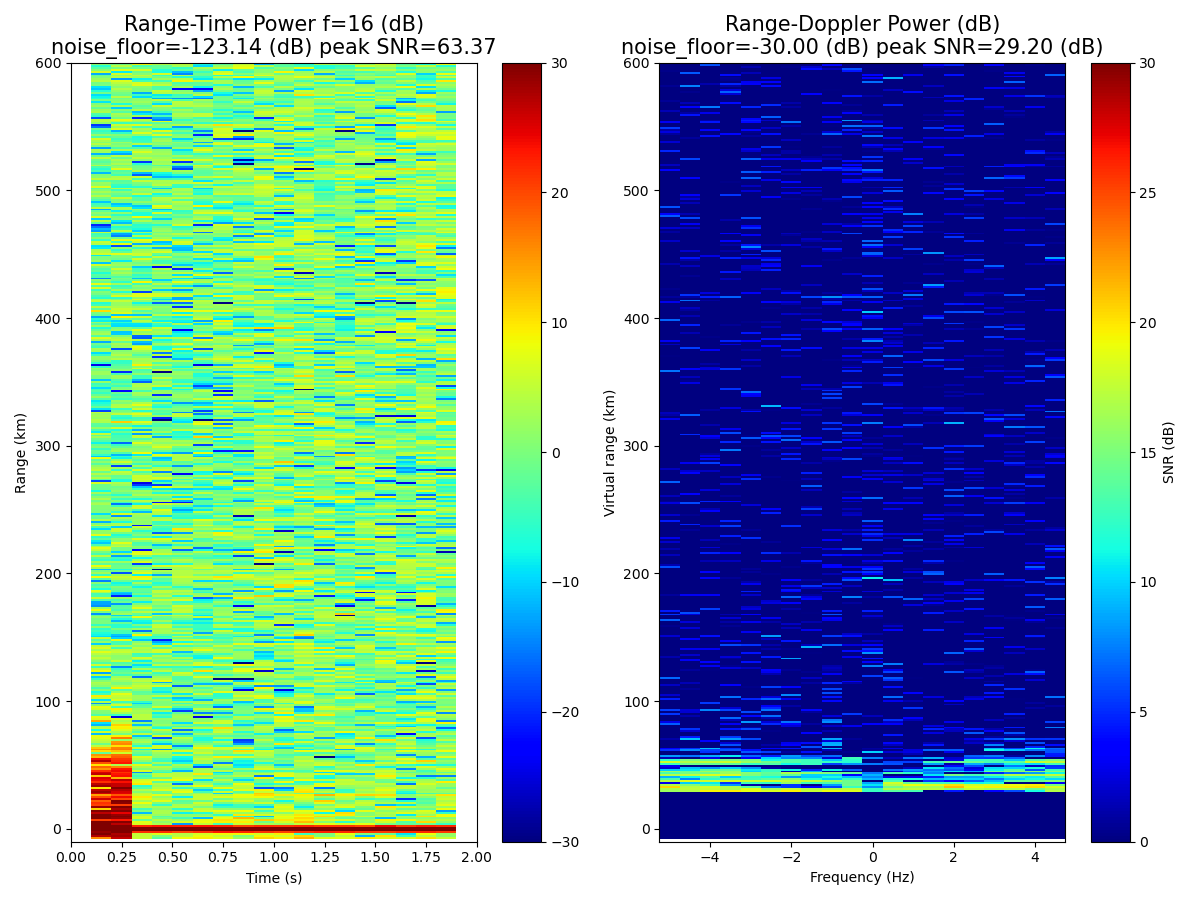 Range-Time Power f=16 (dB)
noise_floor=-123.14 (dB) peak SNR=63.37
Range-Doppler Power (dB)
noise_floor=-30.00 (dB) peak SNR=29.20 (dB)
Range (km)
600
500
400
300
200
100
0
0.00 0.25 0.50 0.75 1.00 1.25 1.50 1.75 2.00
Time (s)
30
20
10
0
−10
−20
−30
Virtual range (km)
600
500
400
300
200
100
0
−4 −2 0 2 4
Frequency (Hz)
30
25
20
15
10
5
0
SNR (dB)